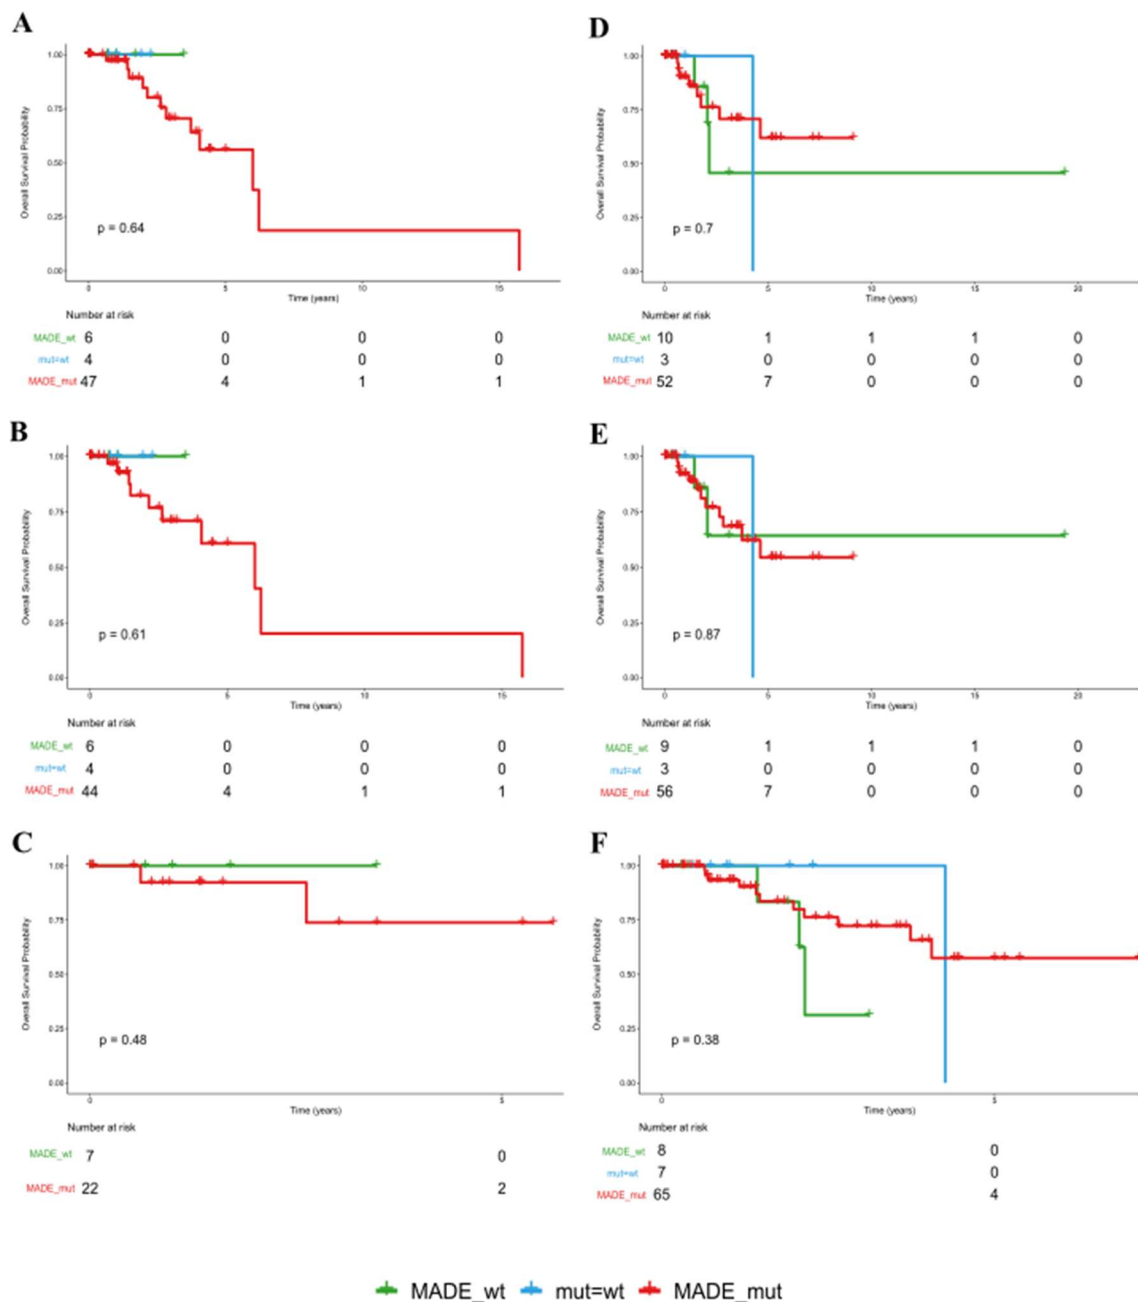 A
Overall Survival Probability
1.00
0.75
0.50
0.25
0.00
p = 0.64
0 5 10 15
Time (years)
Number at risk
MADE_wt 6 0 0 0
mut=wt 4 0 0 0
MADE_mut 47 4 1 1
D
Overall Survival Probability
1.00
0.75
0.50
0.25
0.00
p = 0.7
0 5 10 15 20
Time (years)
Number at risk
MADE_wt 10 1 1 1 0
mut=wt 3 0 0 0 0
MADE_mut 52 7 0 0 0
B
Overall Survival Probability
1.00
0.75
0.50
0.25
0.00
p = 0.61
0 5 10 15
Time (years)
Number at risk
MADE_wt 6 0 0 0
mut=wt 4 0 0 0
MADE_mut 44 4 1 1
E
Overall Survival Probability
1.00
0.75
0.50
0.25
0.00
p = 0.87
0 5 10 15 20
Time (years)
Number at risk
MADE_wt 9 1 1 1 0
mut=wt 3 0 0 0 0
MADE_mut 56 7 0 0 0
C
Overall Survival Probability
1.00
0.75
0.50
0.25
0.00
p = 0.48
0 5
Time (years)
Number at risk
MADE_wt 7 0
MADE_mut 22 2
F
Overall Survival Probability
1.00
0.75
0.50
0.25
0.00
p = 0.38
0 5
Time (years)
Number at risk
MADE_wt 8 0
mut=wt 7 0
MADE_mut 65 4
MADE_wt mut=wt MADE_mut